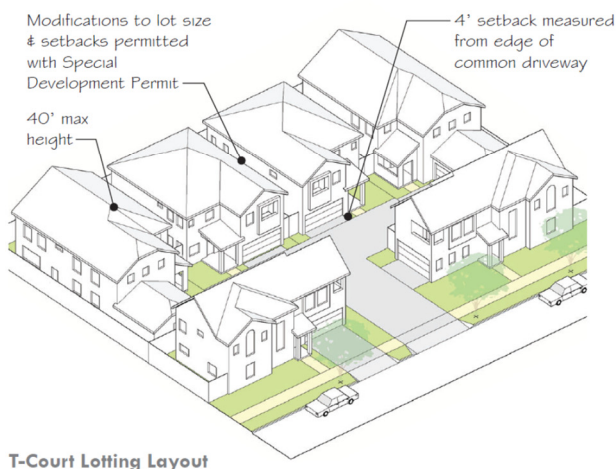 Modifications to lot size
& setbacks permitted
with Special
Development Permit
40' max
height
4' setback measured
from edge of
common driveway
T-Court Lotting Layout